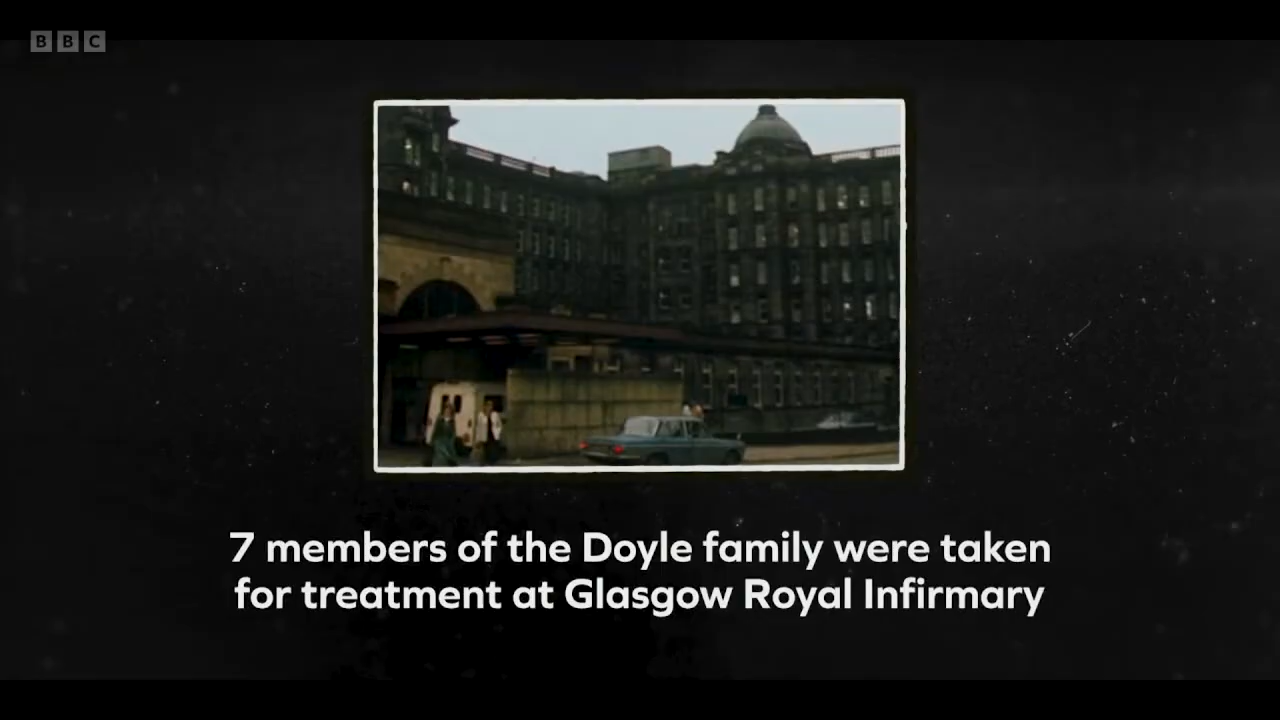 BBC
7 members of the Doyle family were taken
for treatment at Glasgow Royal Infirmary